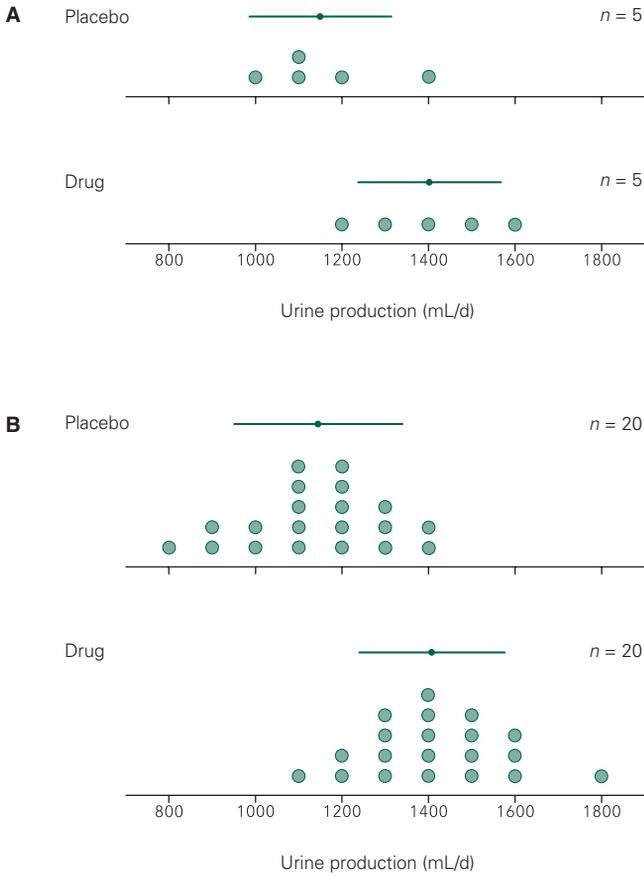 A Placebo n = 5
Drug n = 5
800 1000 1200 1400 1600 1800
Urine production (mL/d)
B Placebo n = 20
Drug n = 20
800 1000 1200 1400 1600 1800
Urine production (mL/d)